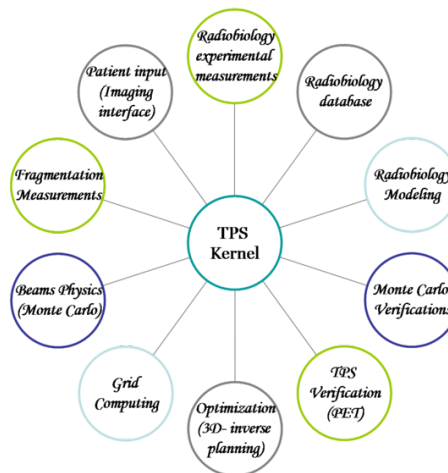 Radiobiology
experimental
measurements
Patient input
(Imaging
interface)
Radiobiology
database
Fragmentation
Measurements
Radiobiology
Modeling
TPS
Kernel
Beams Physics
(Monte Carlo)
Monte Carlo
Verifications
Grid
Computing
Optimization
(3D- inverse
planning)
TPS
Verification
(PET)